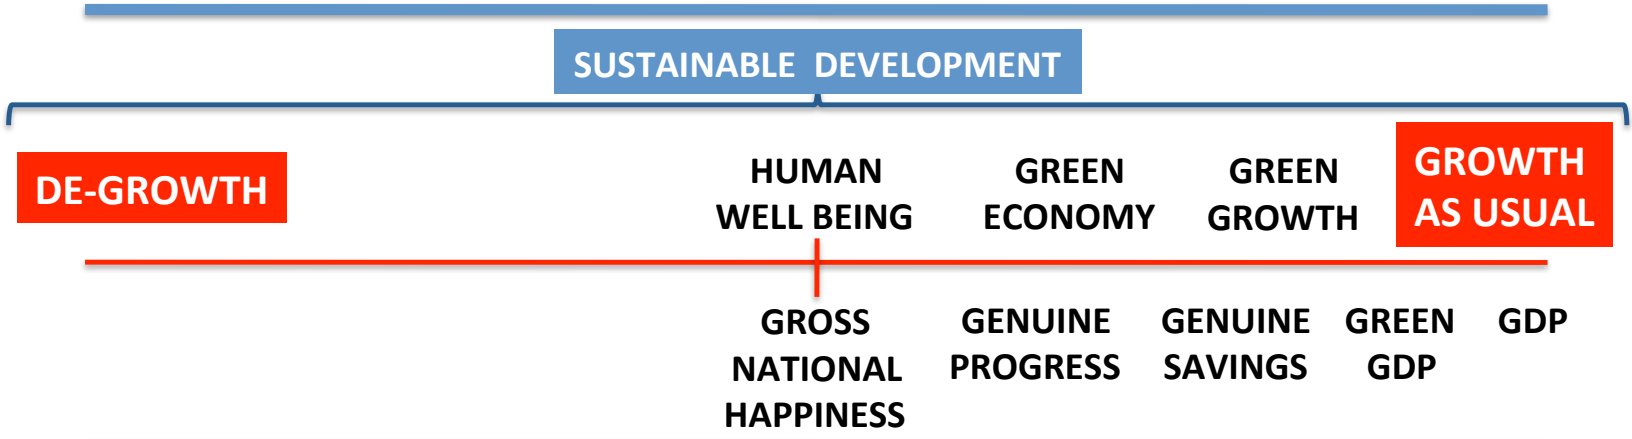 SUSTAINABLE DEVELOPMENT
DE-GROWTH
HUMAN
WELL BEING
GREEN
ECONOMY
GREEN
GROWTH
GROWTH
AS USUAL
GROSS
NATIONAL
HAPPINESS
GENUINE
PROGRESS
GENUINE
SAVINGS
GREEN
GDP
GDP